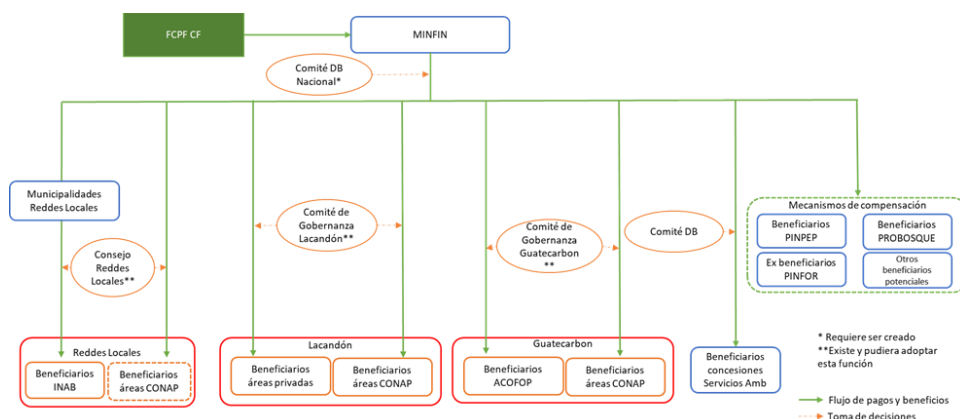 FCPF CF
MINFIN
Comité DB
Nacional*
Municipalidades
Reddes Locales
Consejo
Reddes
Locales**
Comité de
Gobernanza
Lacandón**
Comité de
Gobernanza
Guatecarbon
**
Comité DB
Mecanismos de compensación
Beneficiarios
PINPEP
Beneficiarios
PROBOSQUE
Ex beneficiarios
PINFOR
Otros
beneficiarios
potenciales
Reddes Locales
Beneficiarios
INAB
Beneficiarios
áreas CONAP
Lacandón
Beneficiarios
áreas privadas
Beneficiarios
áreas CONAP
Guatecarbon
Beneficiarios
ACOFOP
Beneficiarios
áreas CONAP
Beneficiarios
concesiones
Servicios Amb
* Requiere ser creado
**Existe y pudiera adoptar
esta función
Flujo de pagos y beneficios
Toma de decisiones